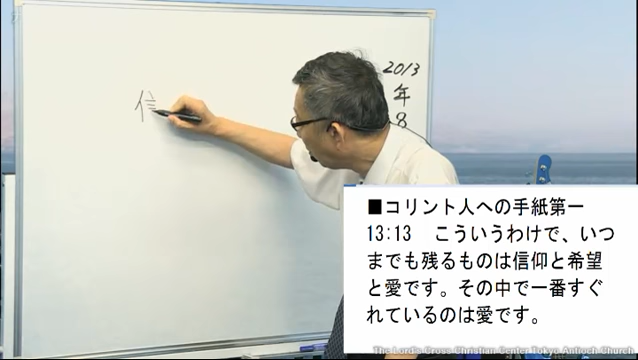 2013
年
8
信
■コリント人への手紙第一
13:13　こういうわけで、いつ
までも残るものは信仰と希望
と愛です。その中で一番すぐ
れているのは愛です。
The Lord's Cross Christian Center Tokyo Antioch Church